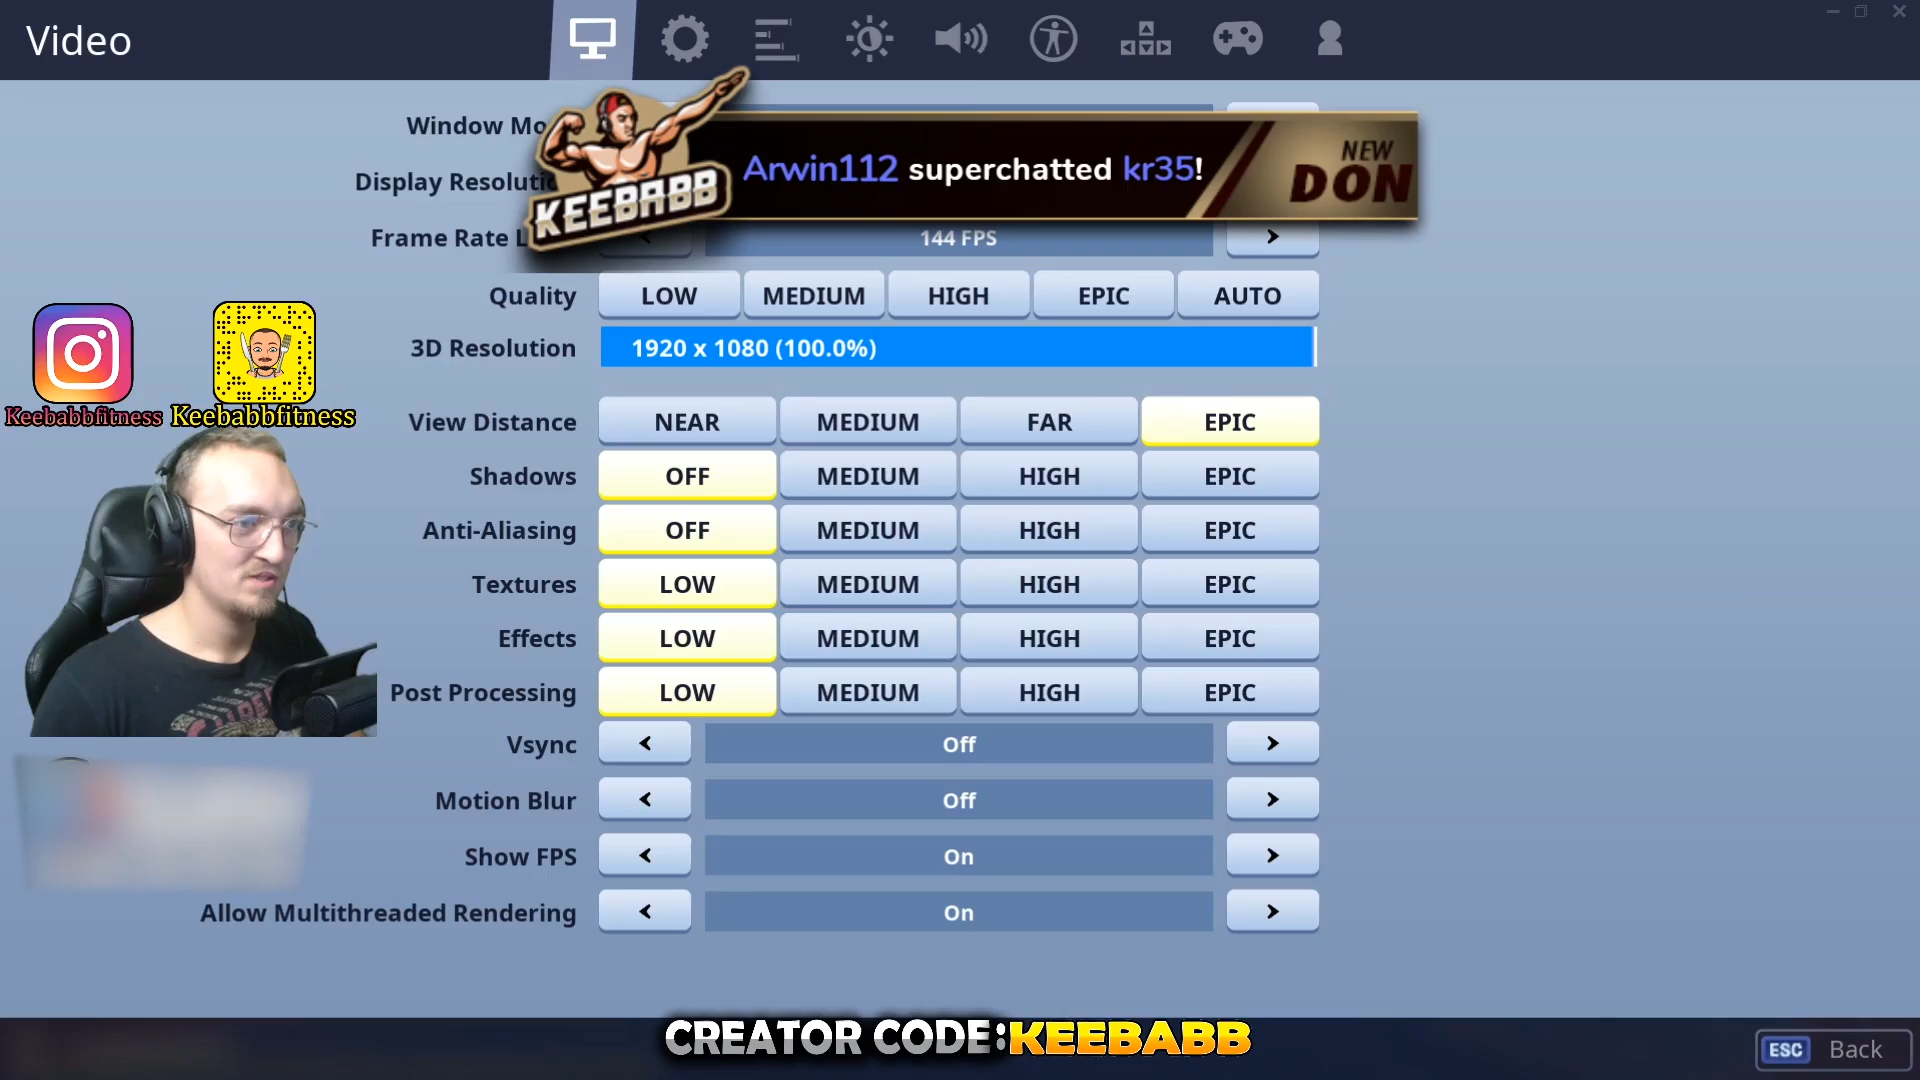 Video
Window Mo
KEEBABB
Arwin112 superchatted kr35!
NEW
DON
Display Resolutio
Frame Rate L
144 FPS
Quality LOW MEDIUM HIGH EPIC AUTO
3D Resolution 1920 x 1080 (100.0%)
Keebabbfitness Keebabbfitness
View Distance NEAR MEDIUM FAR EPIC
Shadows OFF MEDIUM HIGH EPIC
Anti-Aliasing OFF MEDIUM HIGH EPIC
Textures LOW MEDIUM HIGH EPIC
Effects LOW MEDIUM HIGH EPIC
Post Processing LOW MEDIUM HIGH EPIC
Vsync Off
Motion Blur Off
Show FPS On
Allow Multithreaded Rendering On
CREATOR CODE:KEEBABB
ESC Back